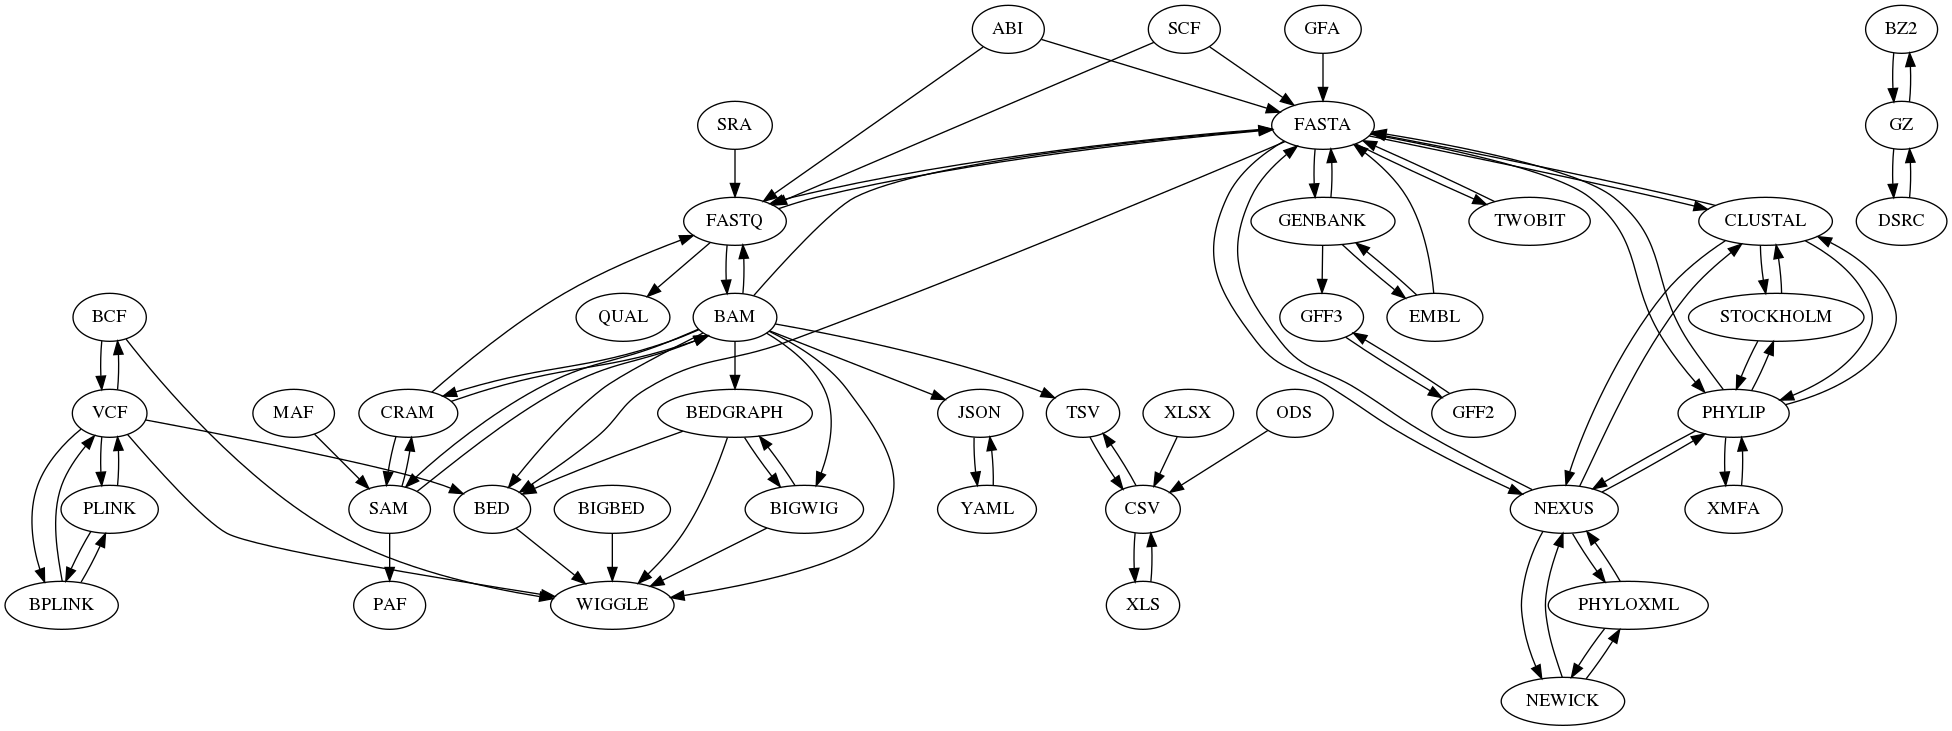 ABI
SCF
GFA
BZ2
SRA
FASTA
GZ
FASTQ
GENBANK
TWOBIT
CLUSTAL
DSRC
BCF
QUAL
BAM
GFF3
EMBL
STOCKHOLM
VCF
MAF
CRAM
BEDGRAPH
JSON
TSV
XLSX
ODS
GFF2
PHYLIP
PLINK
SAM
BED
BIGBED
BIGWIG
YAML
CSV
NEXUS
XMFA
BPLINK
PAF
WIGGLE
XLS
PHYLOXML
NEWICK